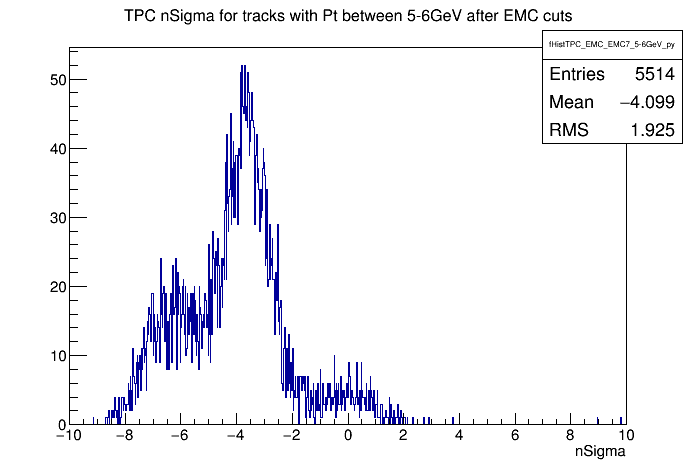 TPC nSigma for tracks with Pt between 5-6GeV after EMC cuts
fHistTPC_EMC_EMC7_5-6GeV_py
Entries 5514
Mean −4.099
RMS 1.925
50
40
30
20
10
0
−10 −8 −6 −4 −2 0 2 4 6 8 10
nSigma